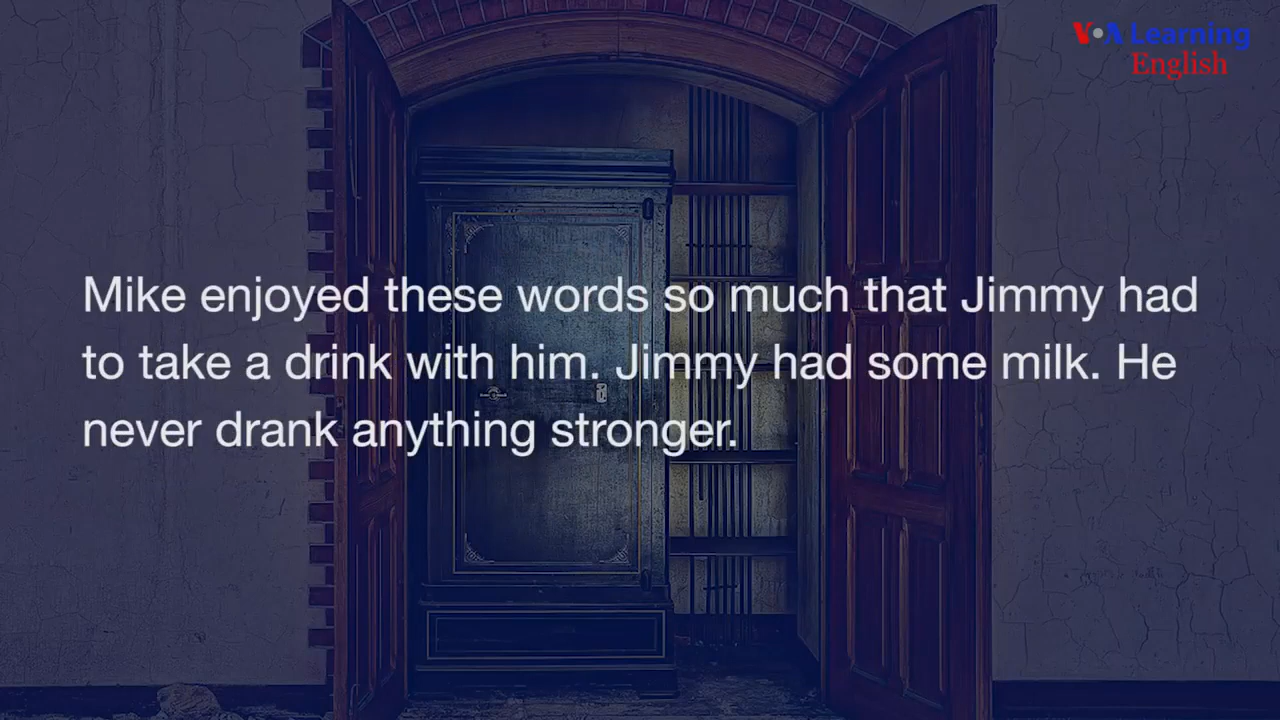 VOA Learning
English
Mike enjoyed these words so much that Jimmy had
to take a drink with him. Jimmy had some milk. He
never drank anything stronger.